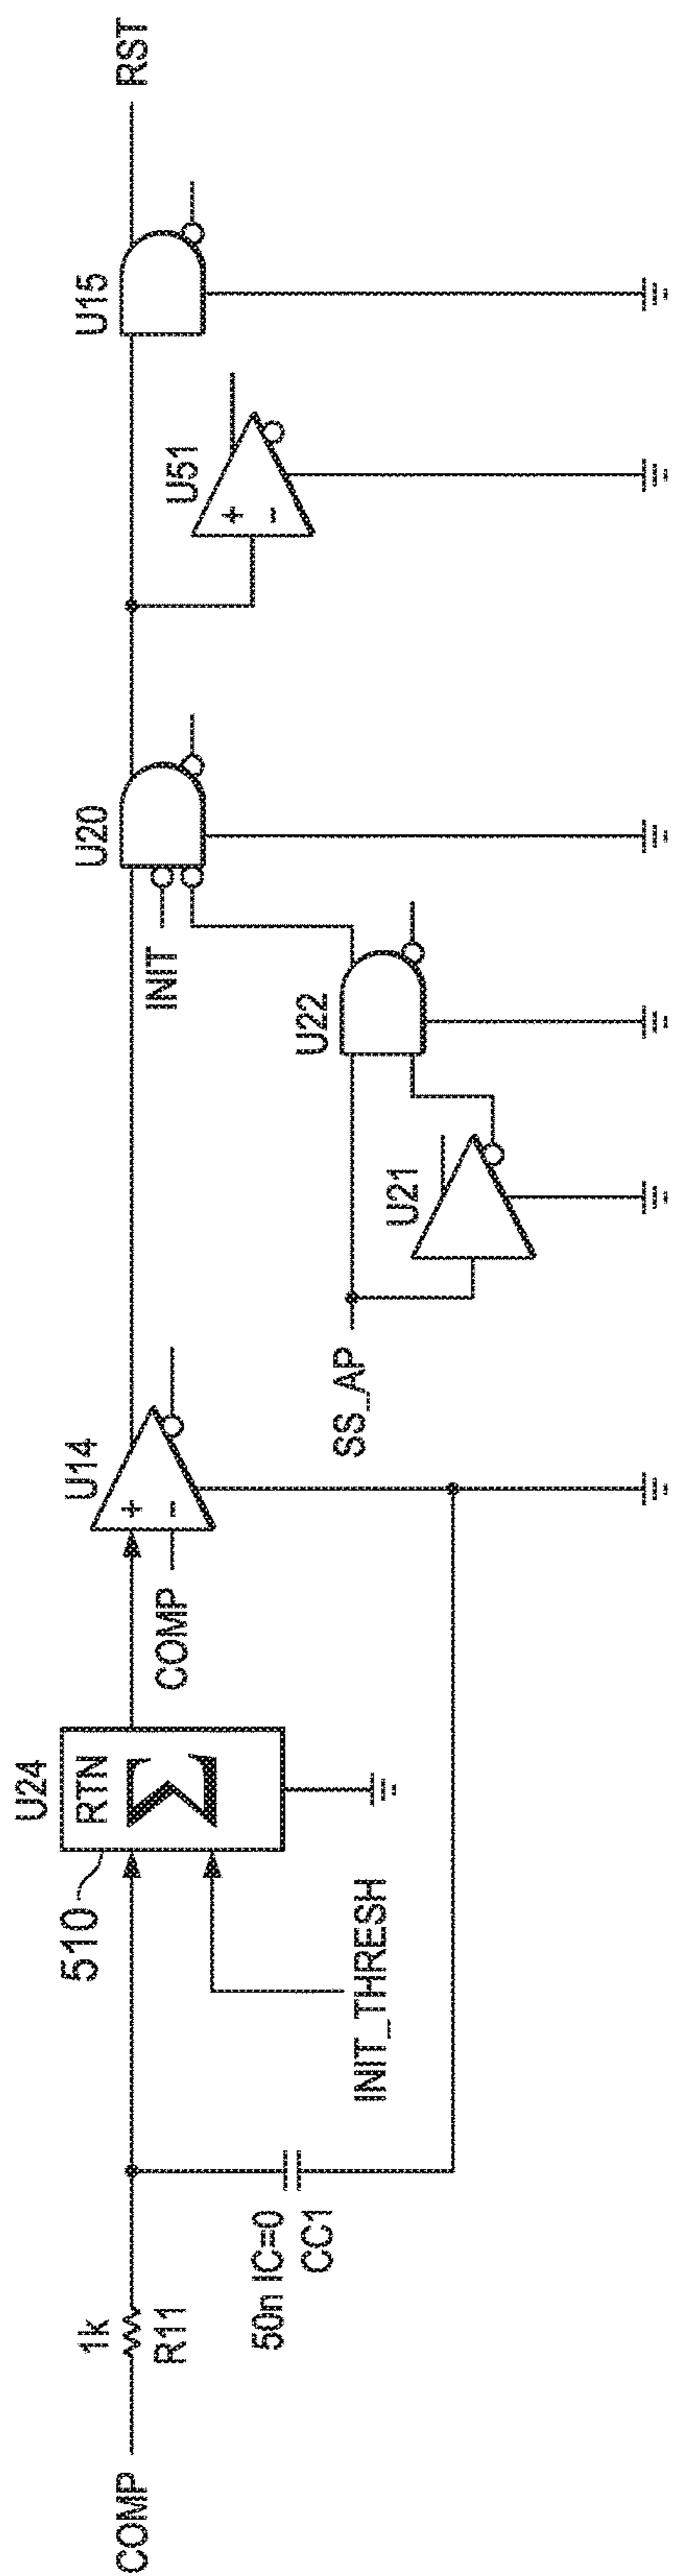 COMP
1k
R11
50n IC=0
CC1
510
U24
RTN
Σ
INIT_THRESH
COMP
U14
+
-
SS_AP
U21
U22
INIT
U20
U51
+
-
U15
RST